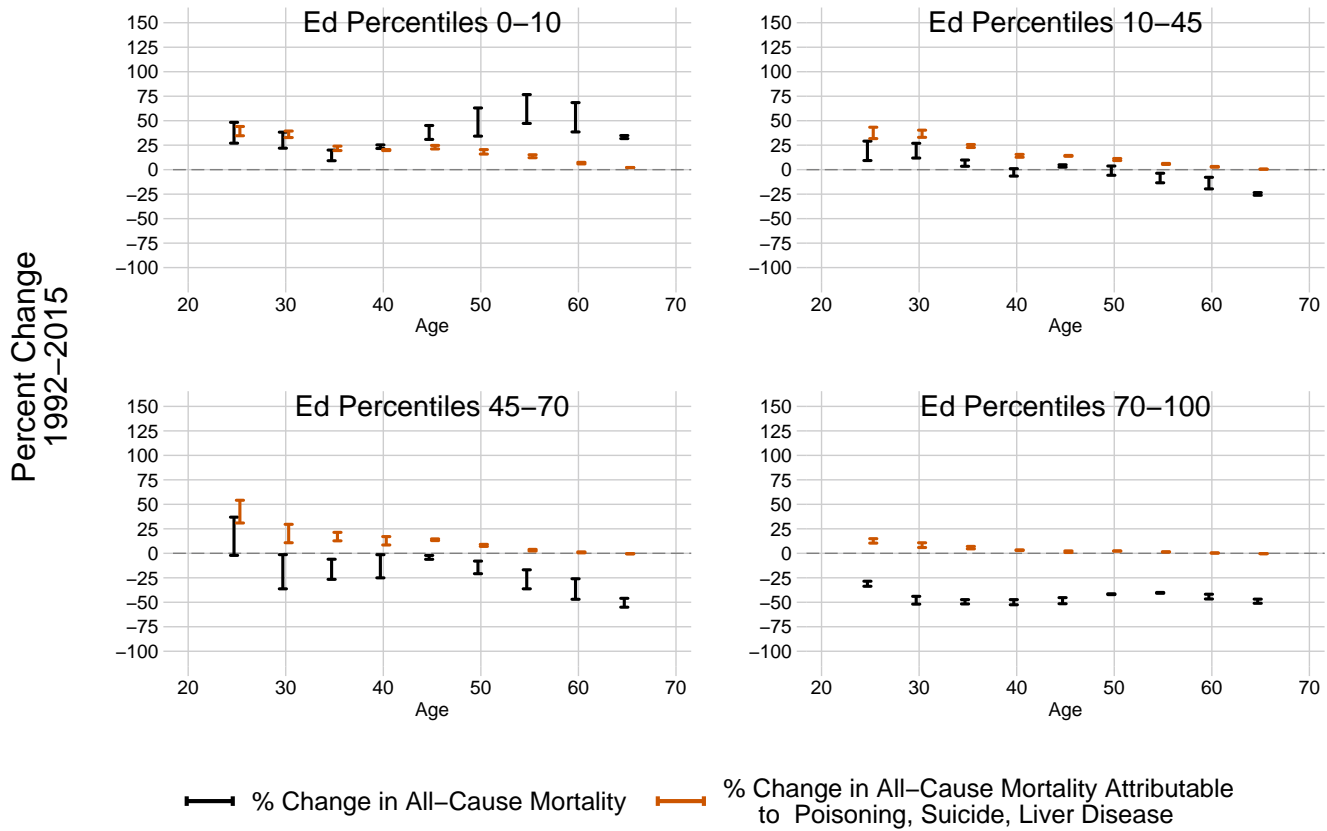 Ed Percentiles 0−10
150
125
100
75
50
25
0
−25
−50
−75
−100
20 30 40 50 60 70
Age
Ed Percentiles 10−45
150
125
100
75
50
25
0
−25
−50
−75
−100
20 30 40 50 60 70
Age
Percent Change
1992−2015
Ed Percentiles 45−70
150
125
100
75
50
25
0
−25
−50
−75
−100
20 30 40 50 60 70
Age
Ed Percentiles 70−100
150
125
100
75
50
25
0
−25
−50
−75
−100
20 30 40 50 60 70
Age
% Change in All−Cause Mortality
% Change in All−Cause Mortality Attributable
to Poisoning, Suicide, Liver Disease